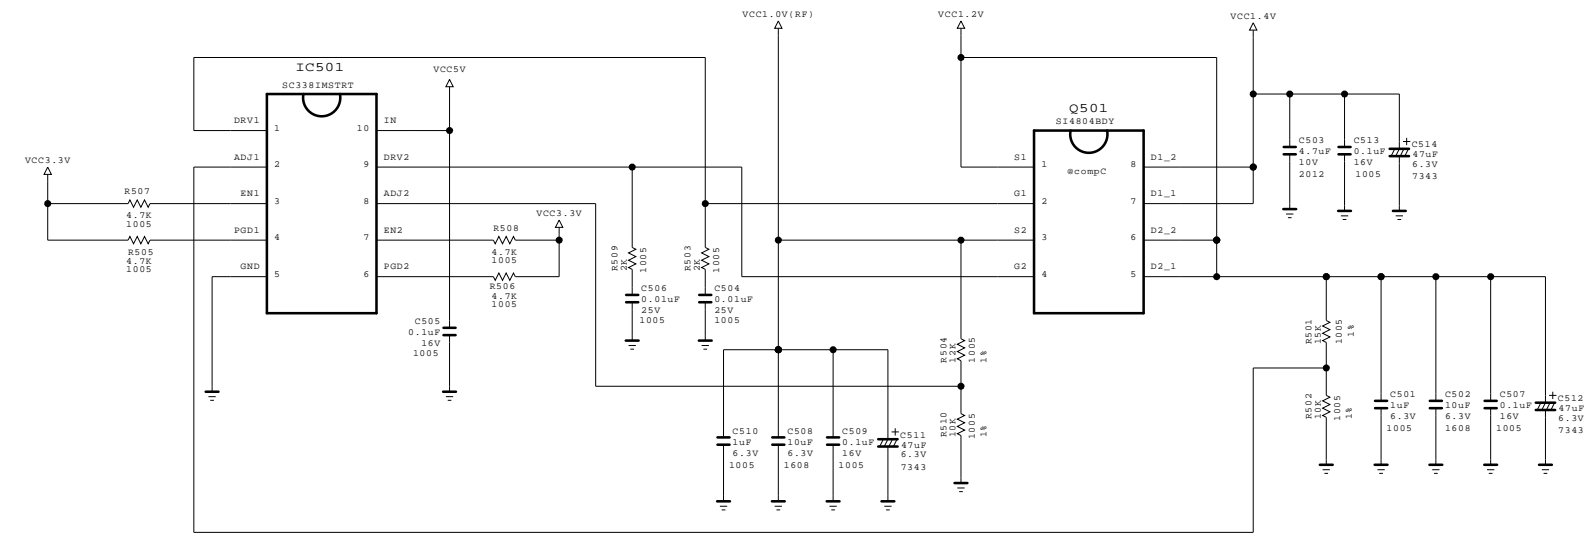 VCC1.0V(RF)
VCC1.2V
VCC1.4V
IC501
SC338IMSTRT
VCC5V
Q501
SI4804BDY
@compC
DRV1
1
10
IN
ADJ1
2
9
DRV2
EN1
3
8
ADJ2
PGD1
4
7
EN2
GND
5
6
PGD2
VCC3.3V
R507
4.7K
1005
R505
4.7K
1005
VCC3.3V
R508
4.7K
1005
R506
4.7K
1005
C505
0.1uF
16V
1005
R509
2K
1005
C506
0.01uF
25V
1005
R503
2K
1005
C504
0.01uF
25V
1005
S1
1
8
D1_2
G1
2
7
D1_1
S2
3
6
D2_2
G2
4
5
D2_1
C503
4.7uF
10V
2012
C513
0.1uF
16V
1005
+
C514
47uF
6.3V
7343
R504
12K
1005
1%
R510
10K
1005
1%
C510
1uF
6.3V
1005
C508
10uF
6.3V
1608
C509
0.1uF
16V
1005
+
C511
47uF
6.3V
7343
R501
15K
1005
1%
R502
10K
1005
1%
C501
1uF
6.3V
1005
C502
10uF
6.3V
1608
C507
0.1uF
16V
1005
+
C512
47uF
6.3V
7343